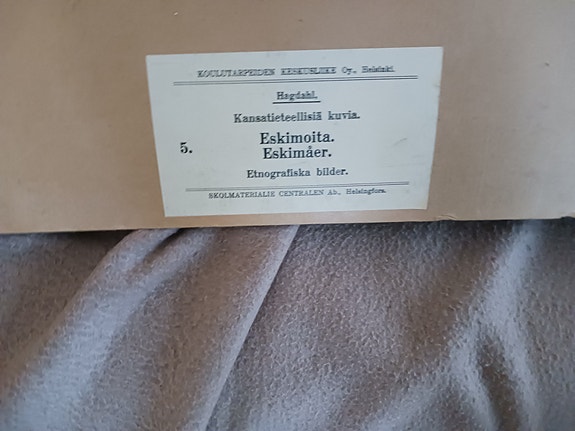 KOULUTARPEIDEN KESKUSLIIKE Oy., Helsinki.
Hagdahl.
Kansatieteellisiä kuvia.
5.
Eskimoita.
Eskimåer.
Etnografiska bilder.
SKOLMATERIALIE CENTRALEN Ab., Helsingfors.